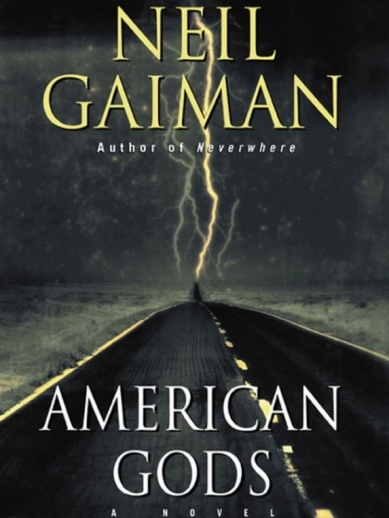 NEIL
GAIMAN
Author of Neverwhere
AMERICAN
GODS
A NOVEL